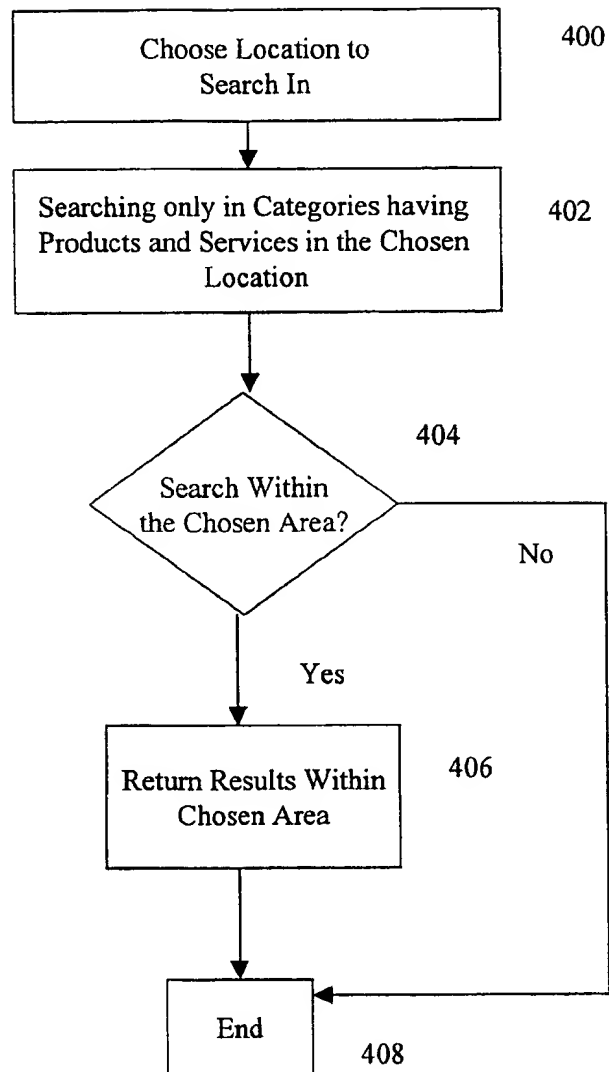 Choose Location to
Search In
400
Searching only in Categories having
Products and Services in the Chosen
Location
402
404
Search Within
the Chosen Area?
No
Yes
Return Results Within
Chosen Area
406
End
408